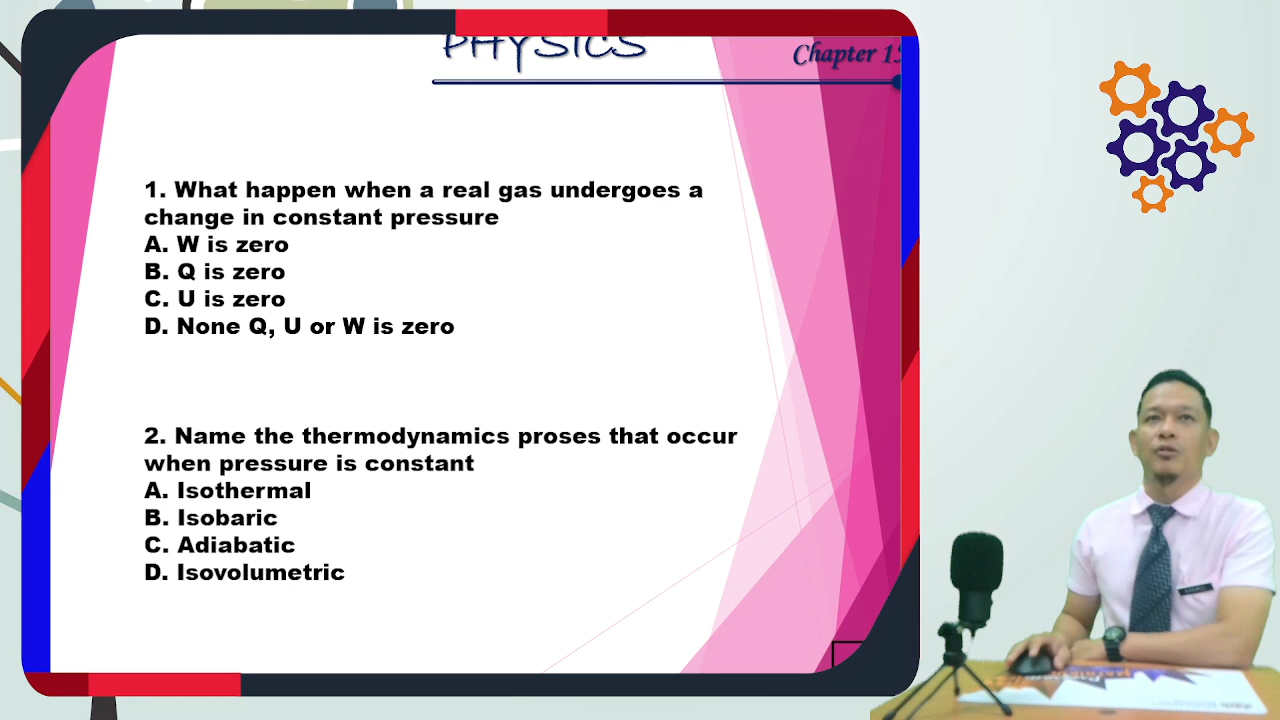 PHYSICS
Chapter 15
1. What happen when a real gas undergoes a
change in constant pressure
A. W is zero
B. Q is zero
C. U is zero
D. None Q, U or W is zero
2. Name the thermodynamics proses that occur
when pressure is constant
A. Isothermal
B. Isobaric
C. Adiabatic
D. Isovolumetric